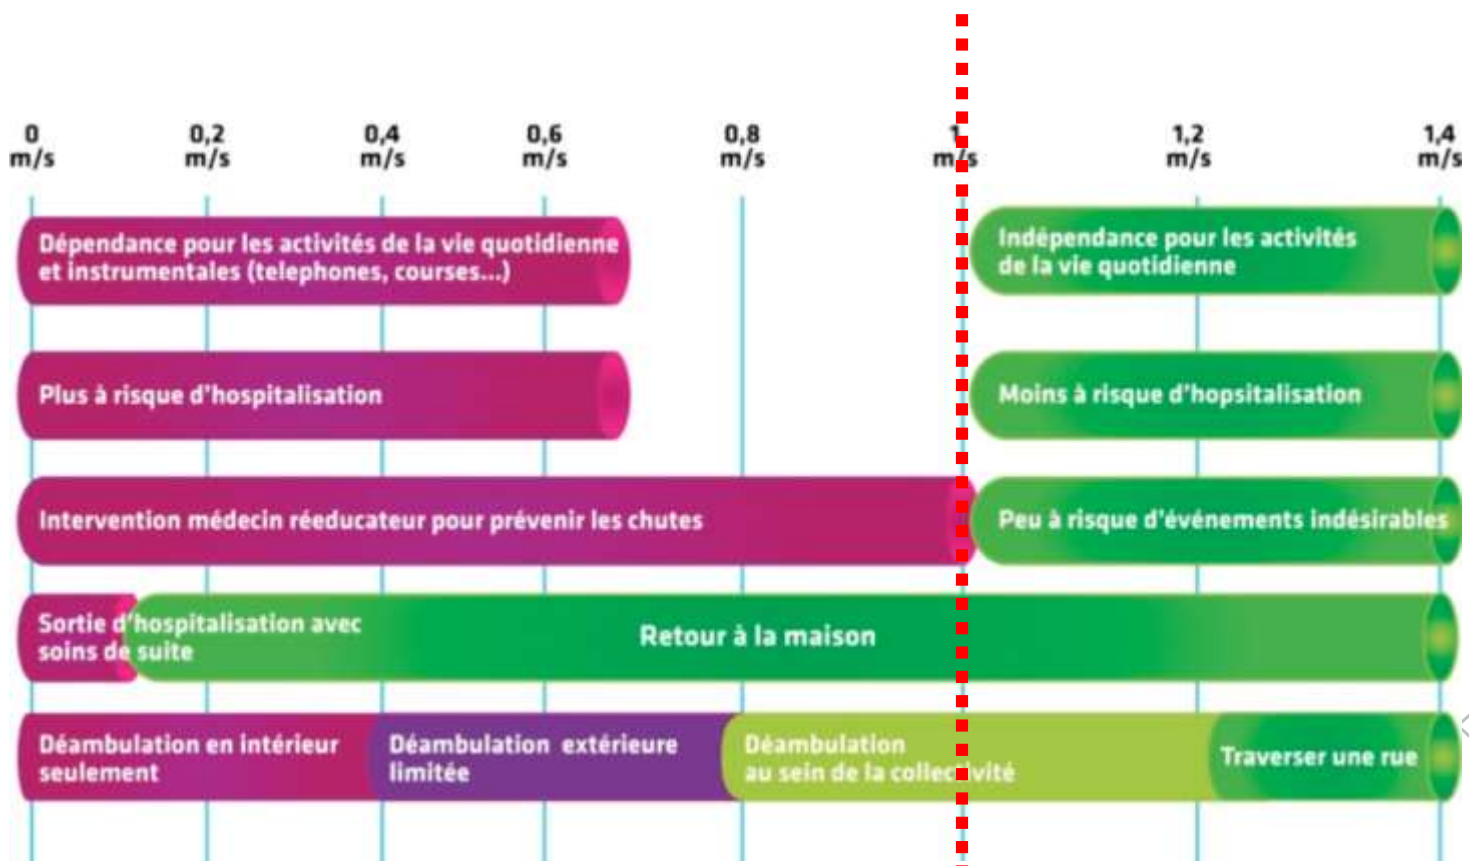 0
m/s
0,2
m/s
0,4
m/s
0,6
m/s
0,8
m/s
1
m/s
1,2
m/s
1,4
m/s
Dépendance pour les activités de la vie quotidienne
et instrumentales (telephones, courses...)
Indépendance pour les activités
de la vie quotidienne
Plus à risque d'hospitalisation
Moins à risque d'hopsitalisation
Intervention médecin rééducateur pour prévenir les chutes
Peu à risque d'événements indésirables
Sortie d'hospitalisation avec
soins de suite
Retour à la maison
Déambulation en intérieur
seulement
Déambulation extérieure
limitée
Déambulation
au sein de la collectivité
Traverser une rue